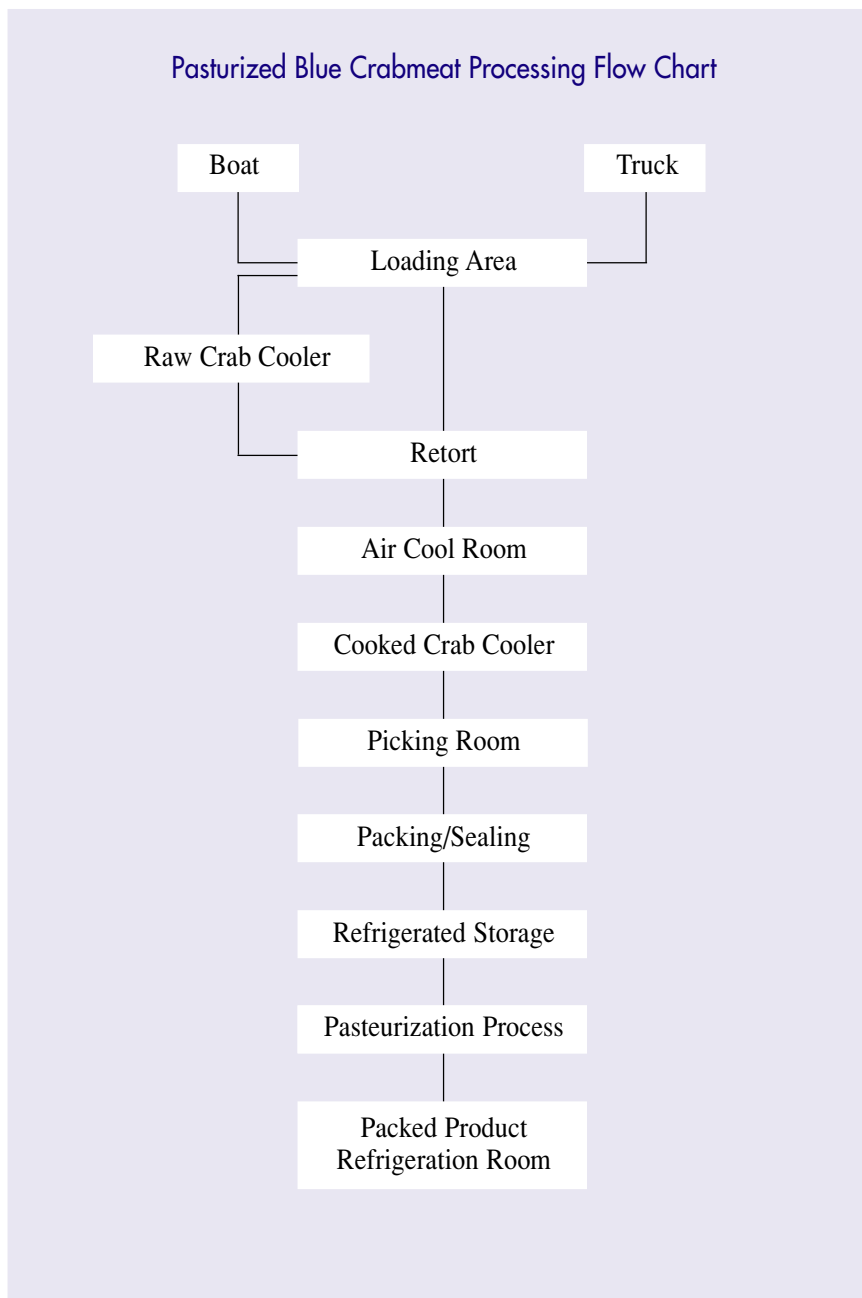 Pasturized Blue Crabmeat Processing Flow Chart
Boat
Truck
Loading Area
Raw Crab Cooler
Retort
Air Cool Room
Cooked Crab Cooler
Picking Room
Packing/Sealing
Refrigerated Storage
Pasteurization Process
Packed Product
Refrigeration Room